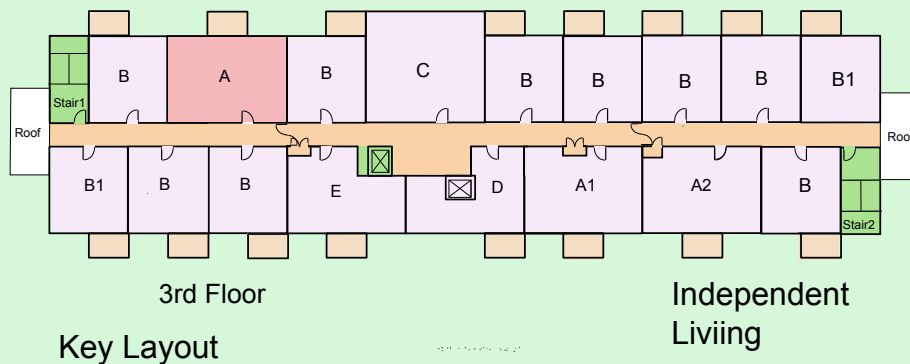 B A B C B B B B B1
Stair1
Roof
Roo
B1 B B E D A1 A2 B
Stair2
3rd Floor
Independent
Liviing
Key Layout